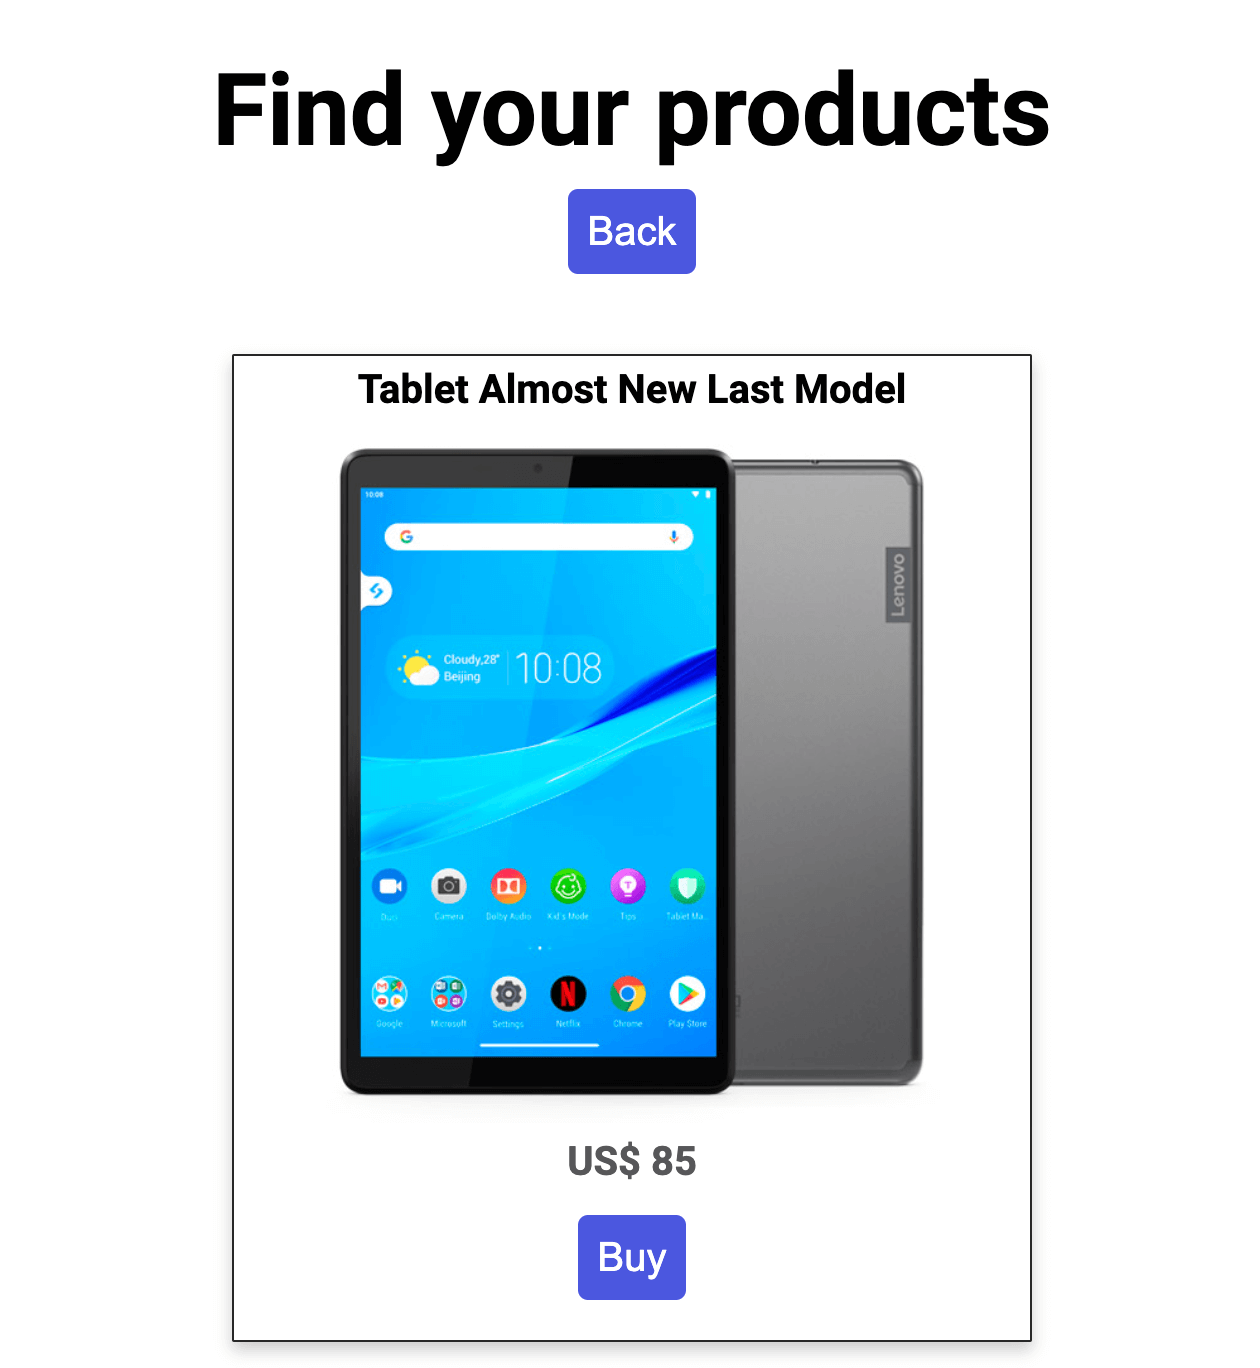 Find your products
Back
Tablet Almost New Last Model
10:08
Lenovo
Cloudy,28°
Beijing
10:08
Duo
Camera
Dolby Audio
Kid's Mode
Tips
Tablet Ma..
Google
Microsoft
Settings
Netflix
Chrome
Play Store
US$ 85
Buy